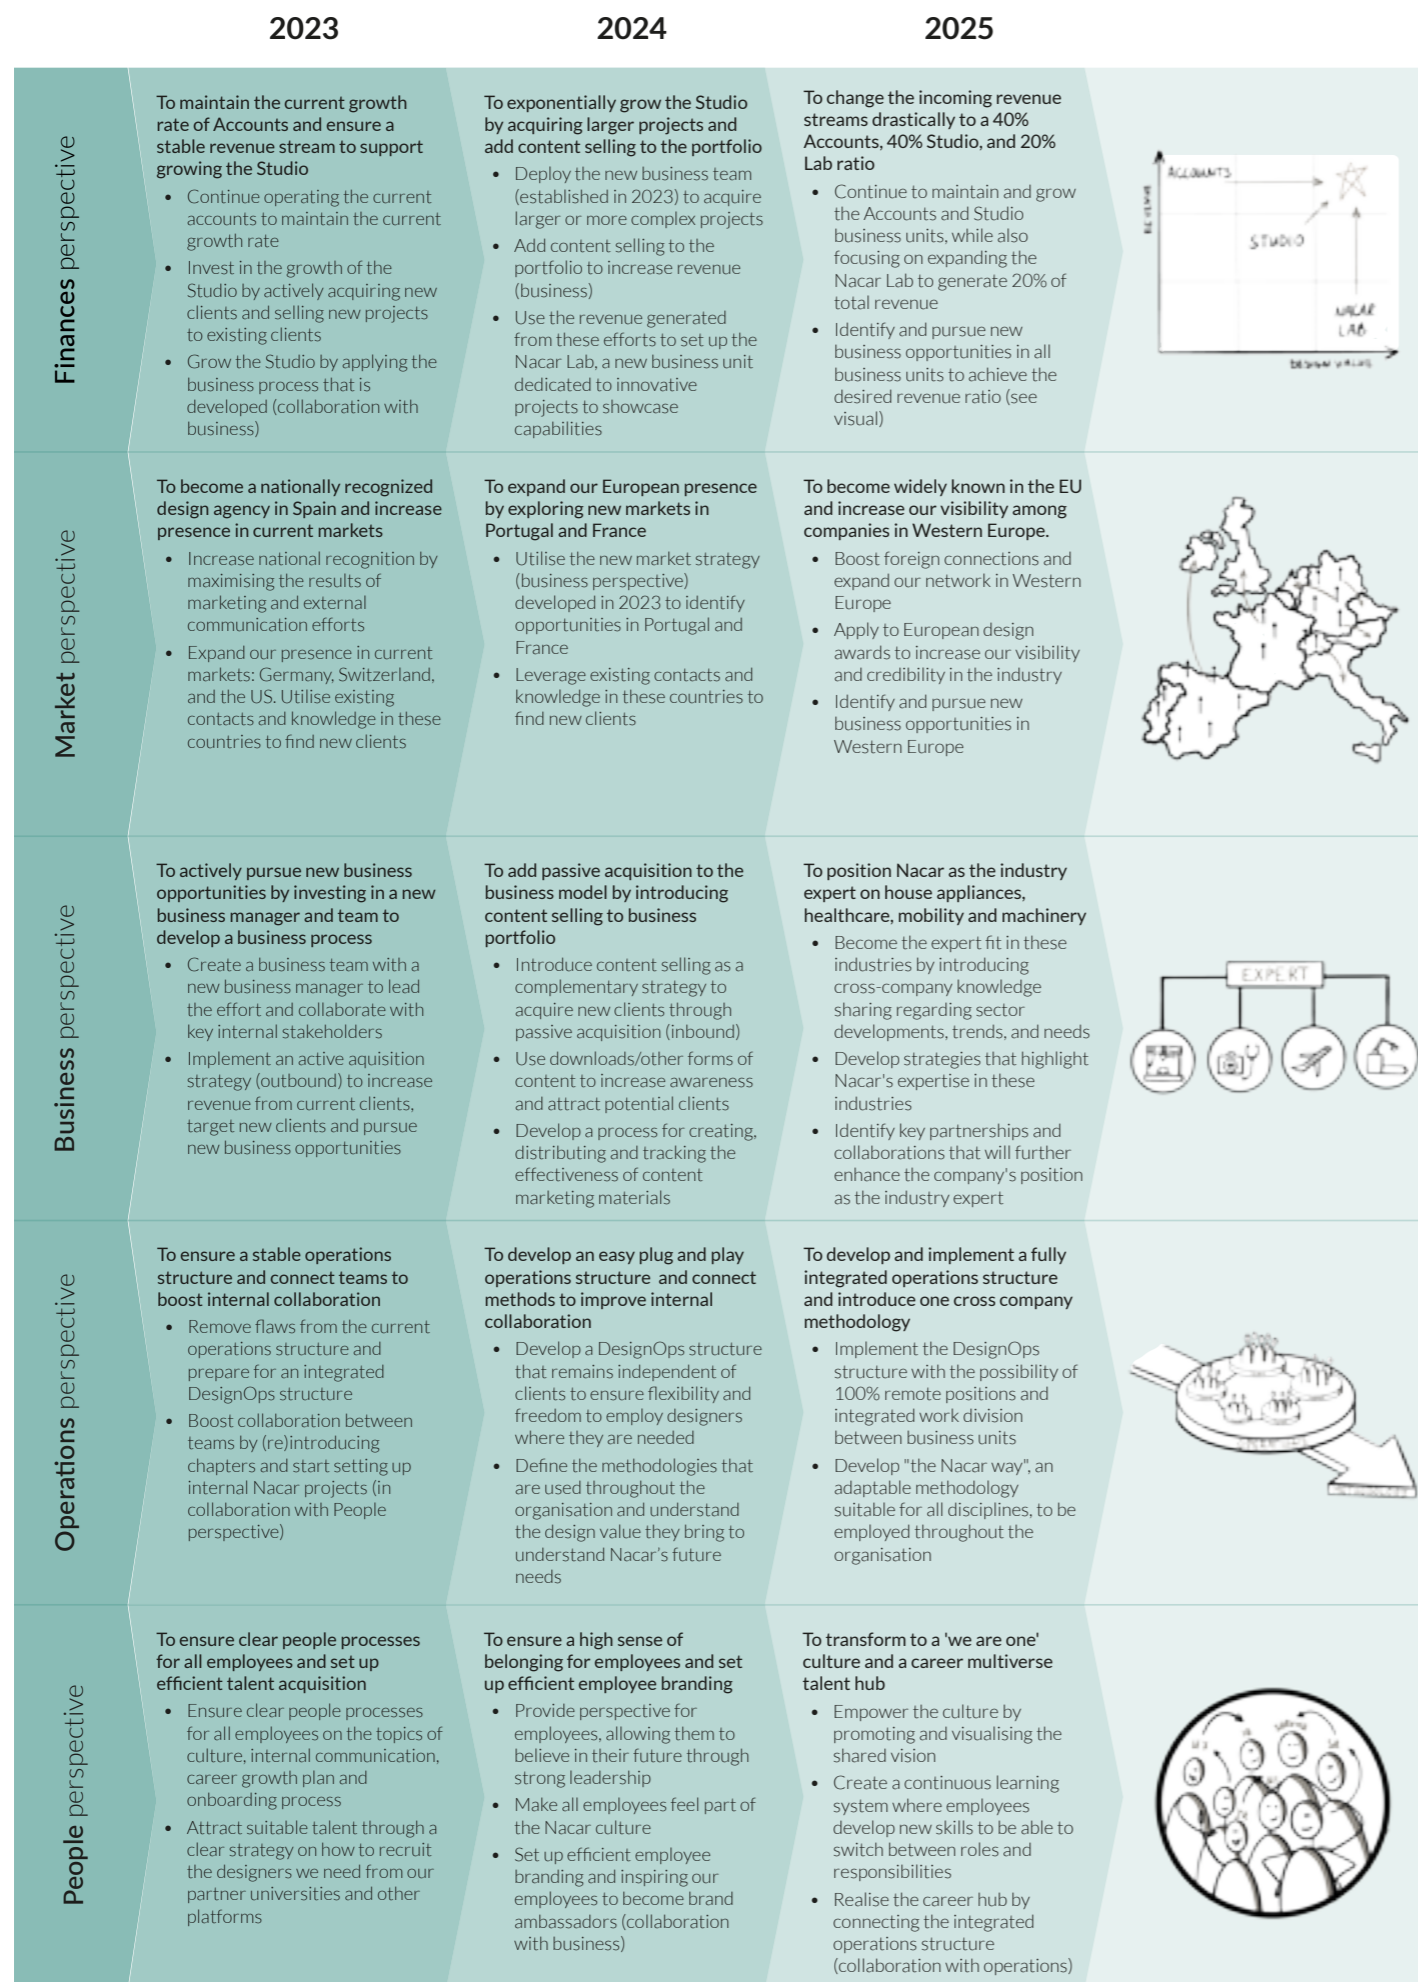 2023
2024
2025
Finances perspective
To maintain the current growth
rate of Accounts and ensure a
stable revenue stream to support
growing the Studio
• Continue operating the current
accounts to maintain the current
growth rate
• Invest in the growth of the
Studio by actively acquiring new
clients and selling new projects
to existing clients
• Grow the Studio by applying the
business process that is
developed (collaboration with
business)
To exponentially grow the Studio
by acquiring larger projects and
add content selling to the portfolio
• Deploy the new business team
(established in 2023) to acquire
larger or more complex projects
• Add content selling to the
portfolio to increase revenue
(business)
• Use the revenue generated
from these efforts to set up the
Nacar Lab, a new business unit
dedicated to innovative
projects to showcase
capabilities
To change the incoming revenue
streams drastically to a 40%
Accounts, 40% Studio, and 20%
Lab ratio
• Continue to maintain and grow
the Accounts and Studio
business units, while also
focusing on expanding the
Nacar Lab to generate 20% of
total revenue
• Identify and pursue new
business opportunities in all
business units to achieve the
desired revenue ratio (see
visual)
REVENUE
ACCOUNTS
STUDIO
NACAR
LAB
DESIGN VALUE
Market perspective
To become a nationally recognized
design agency in Spain and increase
presence in current markets
• Increase national recognition by
maximising the results of
marketing and external
communication efforts
• Expand our presence in current
markets: Germany, Switzerland,
and the US. Utilise existing
contacts and knowledge in these
countries to find new clients
To expand our European presence
by exploring new markets in
Portugal and France
• Utilise the new market strategy
(business perspective)
developed in 2023 to identify
opportunities in Portugal and
France
• Leverage existing contacts and
knowledge in these countries to
find new clients
To become widely known in the EU
and increase our visibility among
companies in Western Europe.
• Boost foreign connections and
expand our network in Western
Europe
• Apply to European design
awards to increase our visibility
and credibility in the industry
• Identify and pursue new
business opportunities in
Western Europe
Business perspective
To actively pursue new business
opportunities by investing in a new
business manager and team to
develop a business process
• Create a business team with a
new business manager to lead
the effort and collaborate with
key internal stakeholders
• Implement an active aquisition
strategy (outbound) to increase
revenue from current clients,
target new clients and pursue
new business opportunities
To add passive acquisition to the
business model by introducing
content selling to business
portfolio
• Introduce content selling as a
complementary strategy to
acquire new clients through
passive acquisition (inbound)
• Use downloads/other forms of
content to increase awareness
and attract potential clients
• Develop a process for creating,
distributing and tracking the
effectiveness of content
marketing materials
To position Nacar as the industry
expert on house appliances,
healthcare, mobility and machinery
• Become the expert fit in these
industries by introducing
cross-company knowledge
sharing regarding sector
developments, trends, and needs
• Develop strategies that highlight
Nacar's expertise in these
industries
• Identify key partnerships and
collaborations that will further
enhance the company's position
as the industry expert
EXPERT
Operations perspective
To ensure a stable operations
structure and connect teams to
boost internal collaboration
• Remove flaws from the current
operations structure and
prepare for an integrated
DesignOps structure
• Boost collaboration between
teams by (re)introducing
chapters and start setting up
internal Nacar projects (in
collaboration with People
perspective)
To develop an easy plug and play
operations structure and connect
methods to improve internal
collaboration
• Develop a DesignOps structure
that remains independent of
clients to ensure flexibility and
freedom to employ designers
where they are needed
• Define the methodologies that
are used throughout the
organisation and understand
the design value they bring to
understand Nacar's future
needs
To develop and implement a fully
integrated operations structure
and introduce one cross company
methodology
• Implement the DesignOps
structure with the possibility of
100% remote positions and
integrated work division
between business units
• Develop "the Nacar way", an
adaptable methodology
suitable for all disciplines, to be
employed throughout the
organisation
People perspective
To ensure clear people processes
for all employees and set up
efficient talent acquisition
• Ensure clear people processes
for all employees on the topics of
culture, internal communication,
career growth plan and
onboarding process
• Attract suitable talent through a
clear strategy on how to recruit
the designers we need from our
partner universities and other
platforms
To ensure a high sense of
belonging for employees and set
up efficient employee branding
• Provide perspective for
employees, allowing them to
believe in their future through
strong leadership
• Make all employees feel part of
the Nacar culture
• Set up efficient employee
branding and inspiring our
employees to become brand
ambassadors (collaboration
with business)
To transform to a 'we are one'
culture and a career multiverse
talent hub
• Empower the culture by
promoting and visualising the
shared vision
• Create a continuous learning
system where employees
develop new skills to be able to
switch between roles and
responsibilities
• Realise the career hub by
connecting the integrated
operations structure
(collaboration with operations)